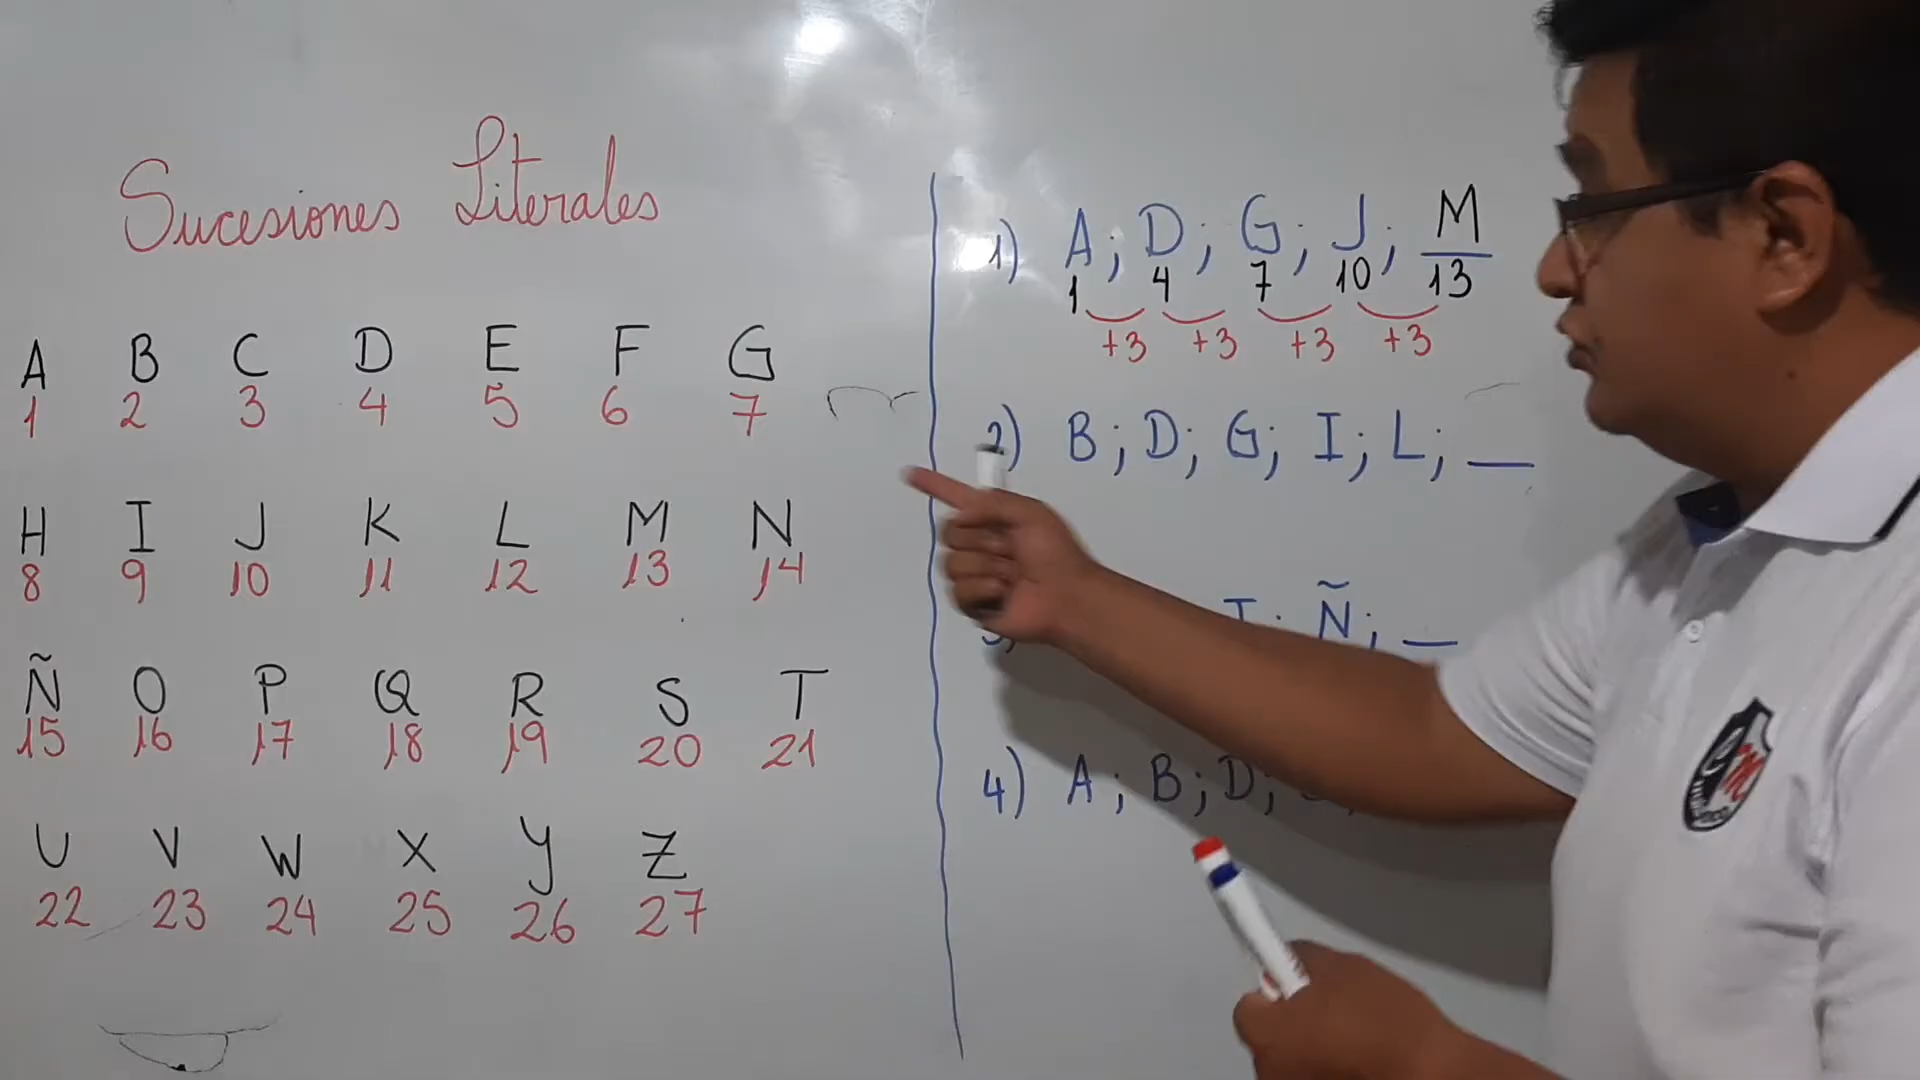 Sucesiones Literales
A B C D E F G
1 2 3 4 5 6 7
H I J K L M N
8 9 10 11 12 13 14
Ñ O P Q R S T
15 16 17 18 19 20 21
U V W X Y Z
22 23 24 25 26 27
1) A; D; G; J; M
1 4 7 10 13
+3 +3 +3 +3
2) B; D; G; I; L; __
Ñ; __
4) A; B; D;